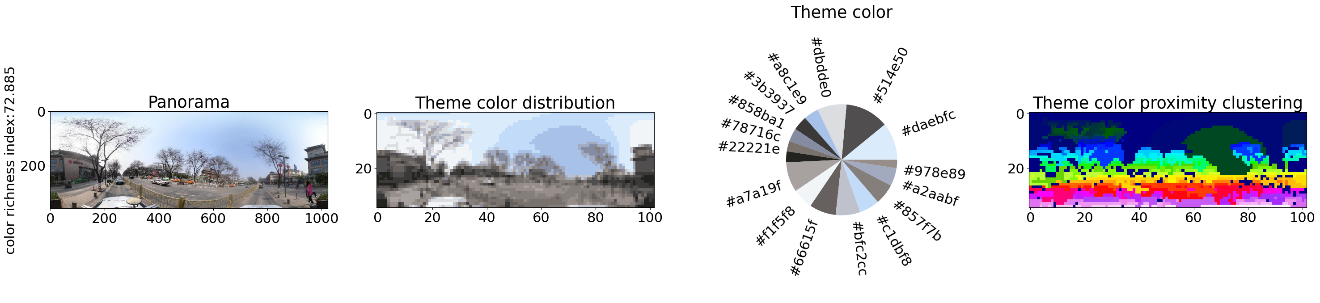 color richness index:72.885
Panorama
0
200
0
200
400
600
800
1000
Theme color distribution
0
20
0
20
40
60
80
100
Theme color
#daebfc
#514e50
#dbdde0
#a8c1e9
#3b3937
#858ba1
#78716c
#22221e
#a7a19f
#f1f5f8
#66615f
#bfc2cc
#c1dbf8
#857f7b
#a2aabf
#978e89
Theme color proximity clustering
0
20
0
20
40
60
80
100